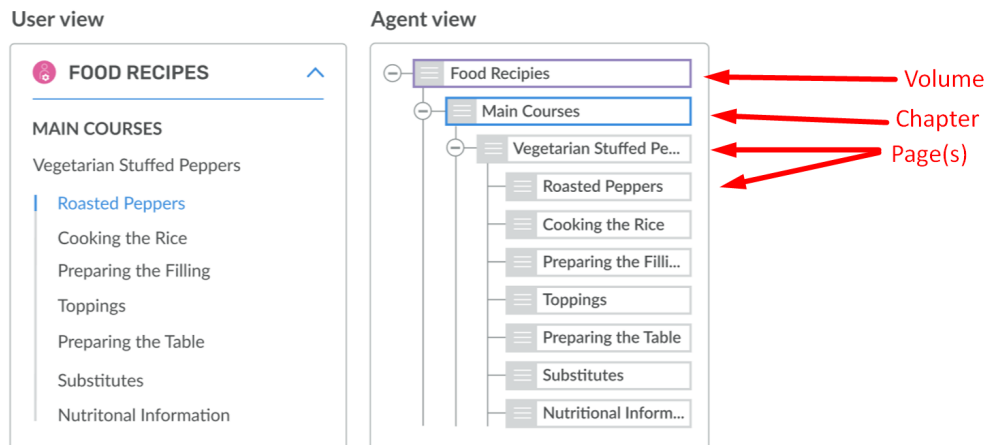 User view
FOOD RECIPES
MAIN COURSES
Vegetarian Stuffed Peppers
Roasted Peppers
Cooking the Rice
Preparing the Filling
Toppings
Preparing the Table
Substitutes
Nutritonal Information
Agent view
Food Recipies
Main Courses
Vegetarian Stuffed Pe...
Roasted Peppers
Cooking the Rice
Preparing the Filli...
Toppings
Preparing the Table
Substitutes
Nutritional Inform...
Volume
Chapter
Page(s)